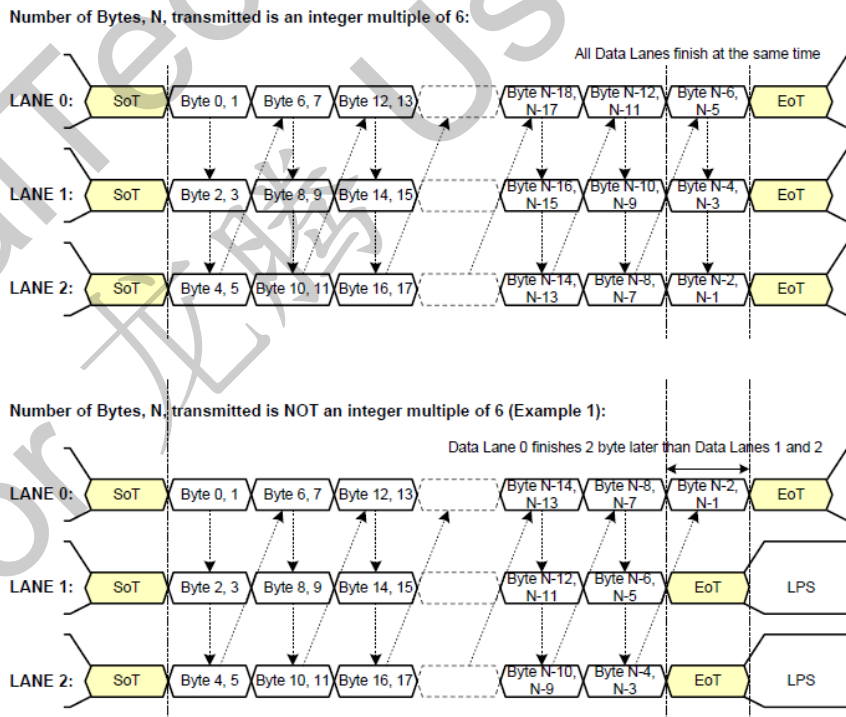 Number of Bytes, N, transmitted is an integer multiple of 6:
All Data Lanes finish at the same time
LANE 0: SoT Byte 0, 1 Byte 6, 7 Byte 12, 13 Byte N-18, N-17 Byte N-12, N-11 Byte N-6, N-5 EoT
LANE 1: SoT Byte 2, 3 Byte 8, 9 Byte 14, 15 Byte N-16, N-15 Byte N-10, N-9 Byte N-4, N-3 EoT
LANE 2: SoT Byte 4, 5 Byte 10, 11 Byte 16, 17 Byte N-14, N-13 Byte N-8, N-7 Byte N-2, N-1 EoT
Number of Bytes, N, transmitted is NOT an integer multiple of 6 (Example 1):
Data Lane 0 finishes 2 byte later than Data Lanes 1 and 2
LANE 0: SoT Byte 0, 1 Byte 6, 7 Byte 12, 13 Byte N-14, N-13 Byte N-8, N-7 Byte N-2, N-1 EoT
LANE 1: SoT Byte 2, 3 Byte 8, 9 Byte 14, 15 Byte N-12, N-11 Byte N-6, N-5 EoT LPS
LANE 2: SoT Byte 4, 5 Byte 10, 11 Byte 16, 17 Byte N-10, N-9 Byte N-4, N-3 EoT LPS
龙腾